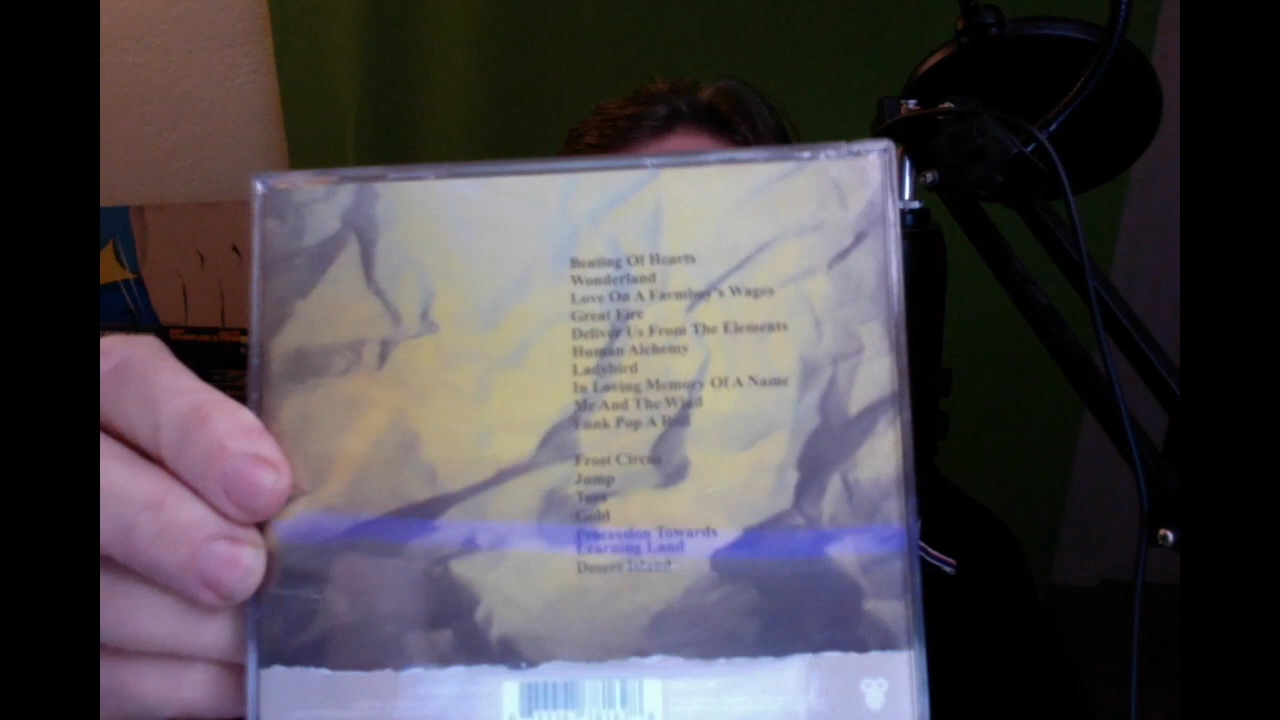 Beating Of Hearts
Wonderland
Love On A Farmboy's Wages
Great Fire
Deliver Us From The Elements
Human Alchemy
Ladybird
In Loving Memory Of A Name
Me And The Wind
Funk Pop A Roll
Frost Circus
Jump
Toys
Gold
Procession Towards
Learning Land
Desert Island